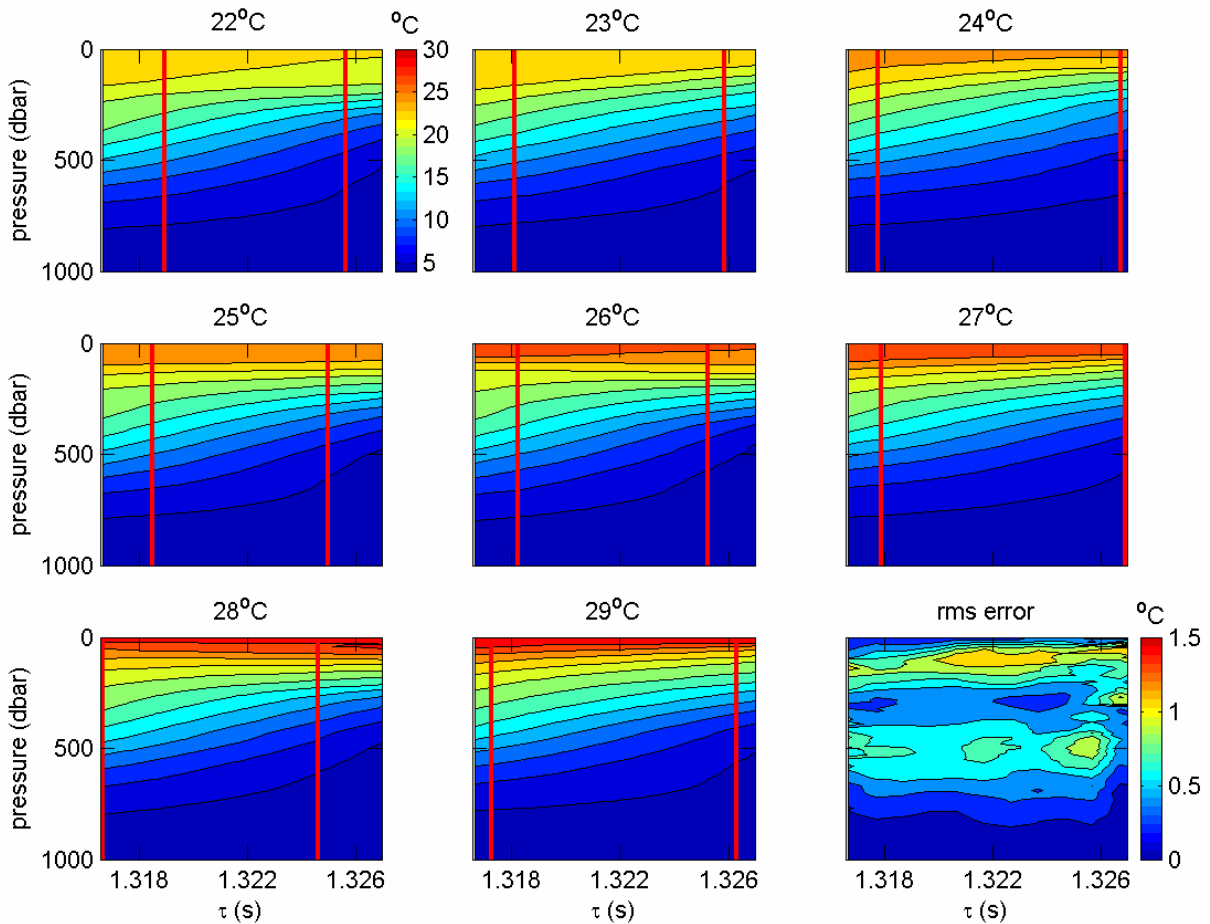 22°C
°C
23°C
24°C
pressure (dbar)
0
500
1000
30
25
20
15
10
5
25°C
26°C
27°C
pressure (dbar)
0
500
1000
28°C
29°C
rms error
°C
pressure (dbar)
0
500
1000
1.318
1.322
1.326
τ (s)
1.318
1.322
1.326
τ (s)
1.318
1.322
1.326
τ (s)
1.5
1
0.5
0